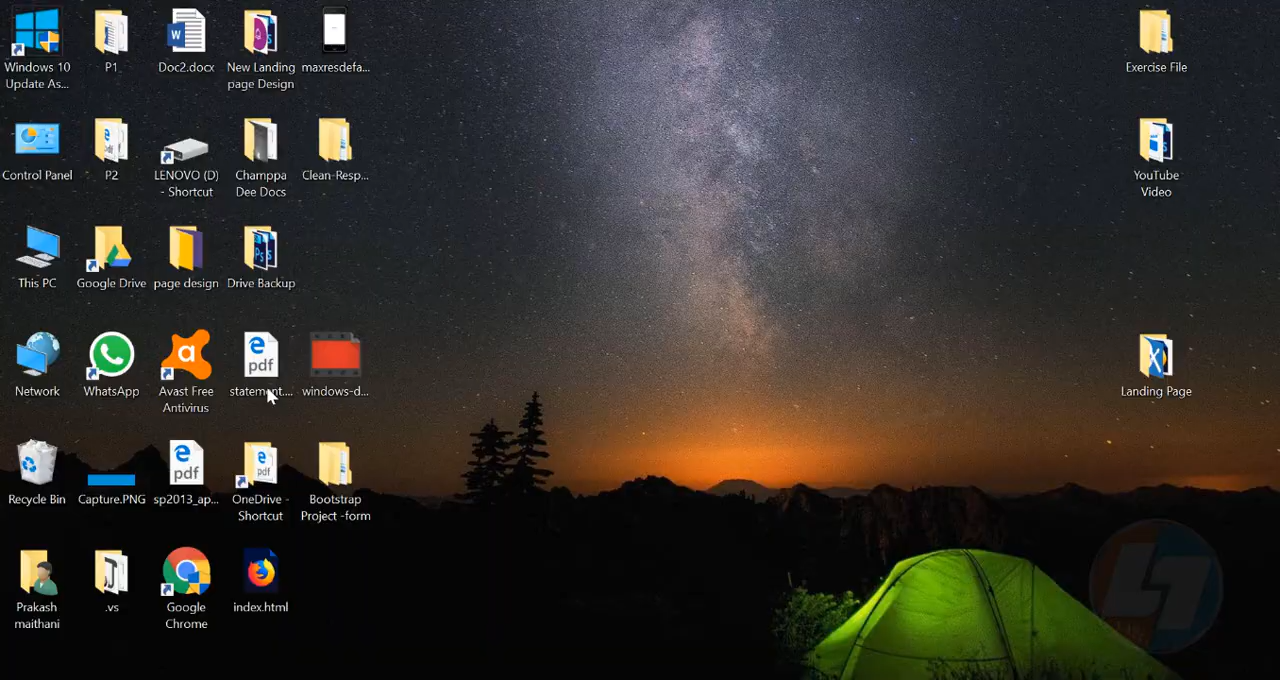 Windows 10
Update As...
P1
Doc2.docx
New Landing
page Design
maxresdefa...
Exercise File
Control Panel
P2
LENOVO (D)
- Shortcut
Champpa
Dee Docs
Clean-Resp...
YouTube
Video
This PC
Google Drive
page design
Drive Backup
Network
WhatsApp
Avast Free
Antivirus
pdf
statement....
windows-d...
Landing Page
Recycle Bin
Capture.PNG
pdf
sp2013_ap...
OneDrive -
Shortcut
Bootstrap
Project -form
Prakash
maithani
.vs
Google
Chrome
index.html